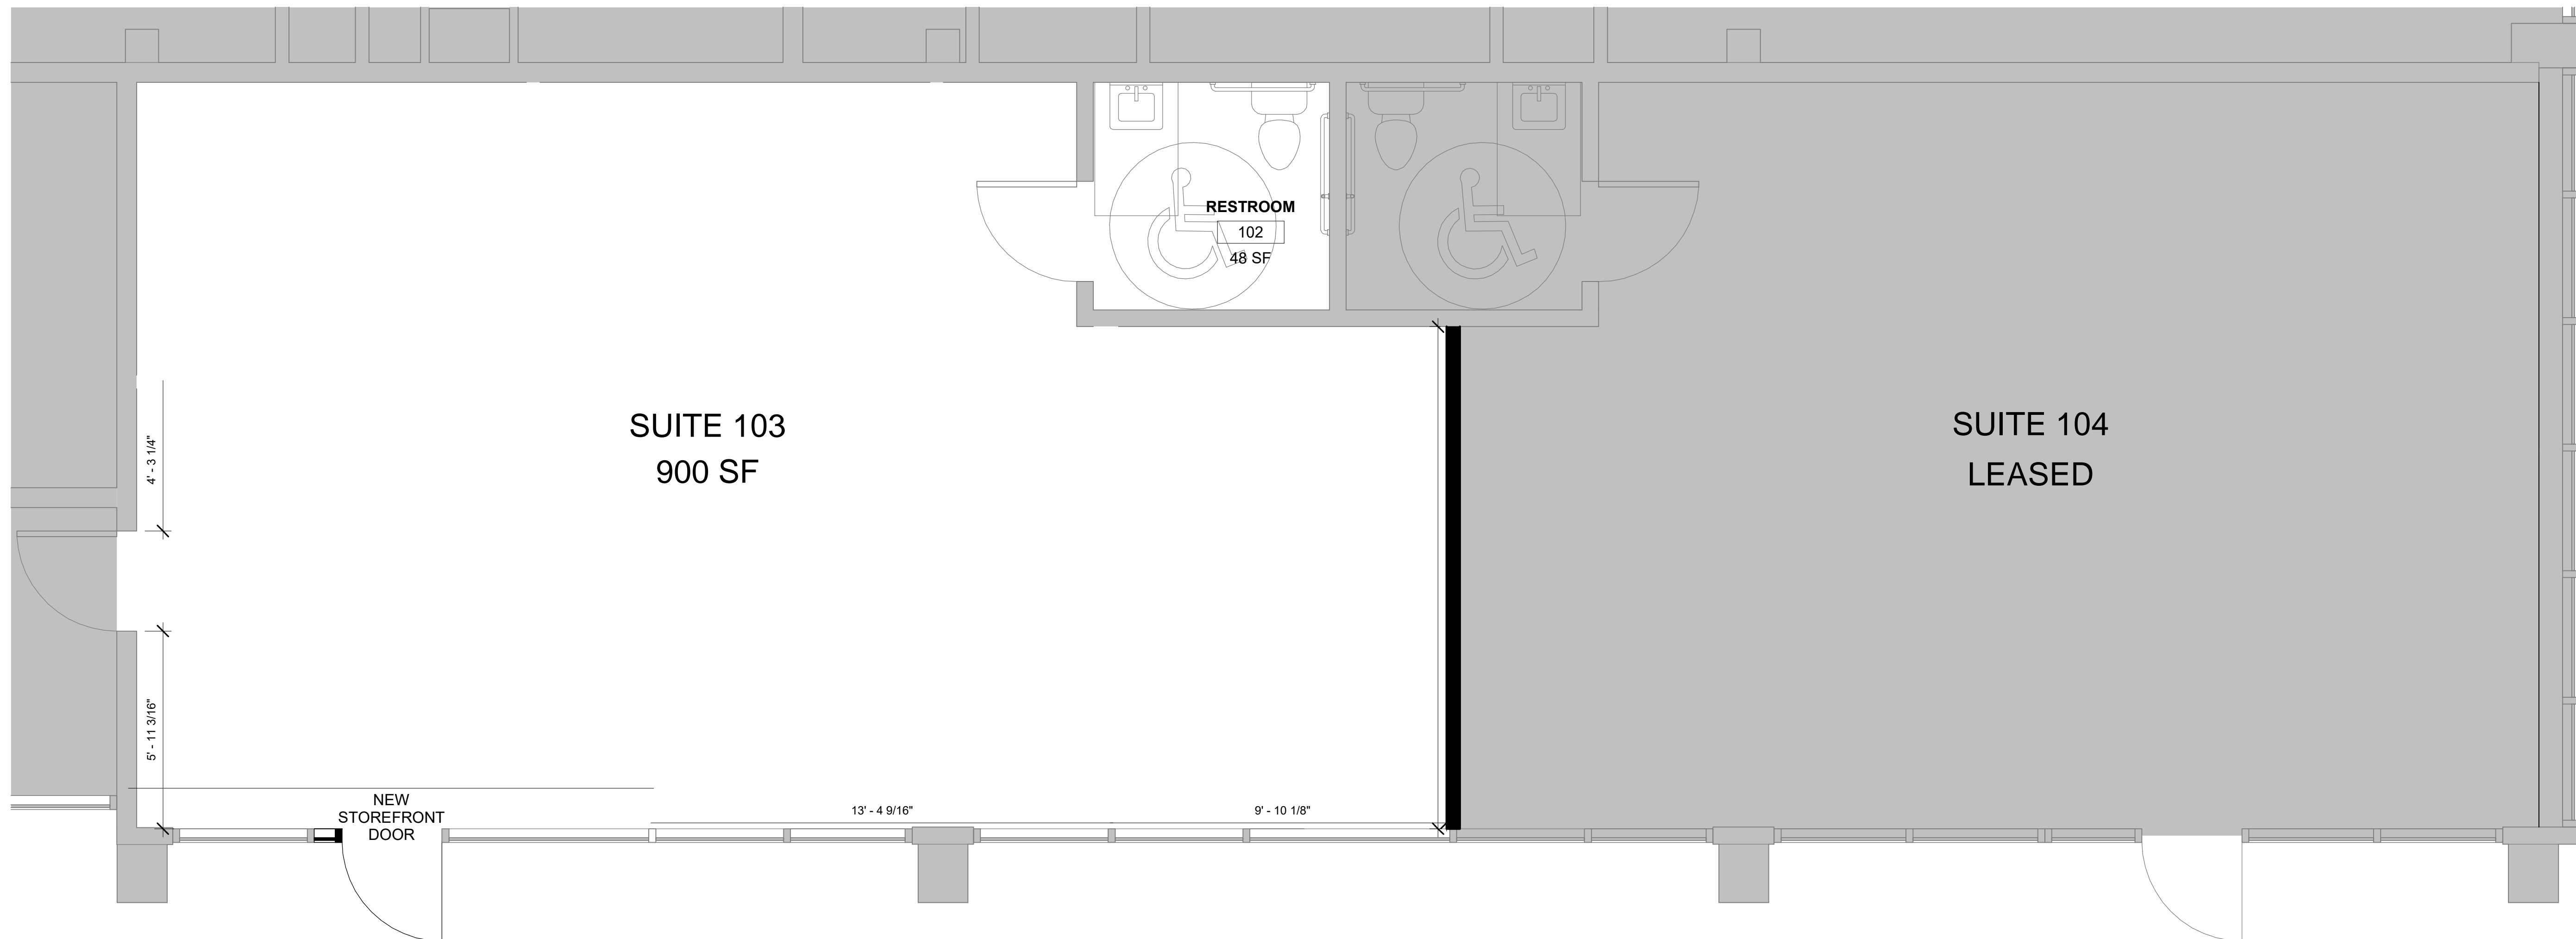 RESTROOM
102
48 SF
SUITE 103
900 SF
SUITE 104
LEASED
4' - 3 1/4"
5' - 11 3/16"
NEW
STOREFRONT
DOOR
13' - 4 9/16"
9' - 10 1/8"